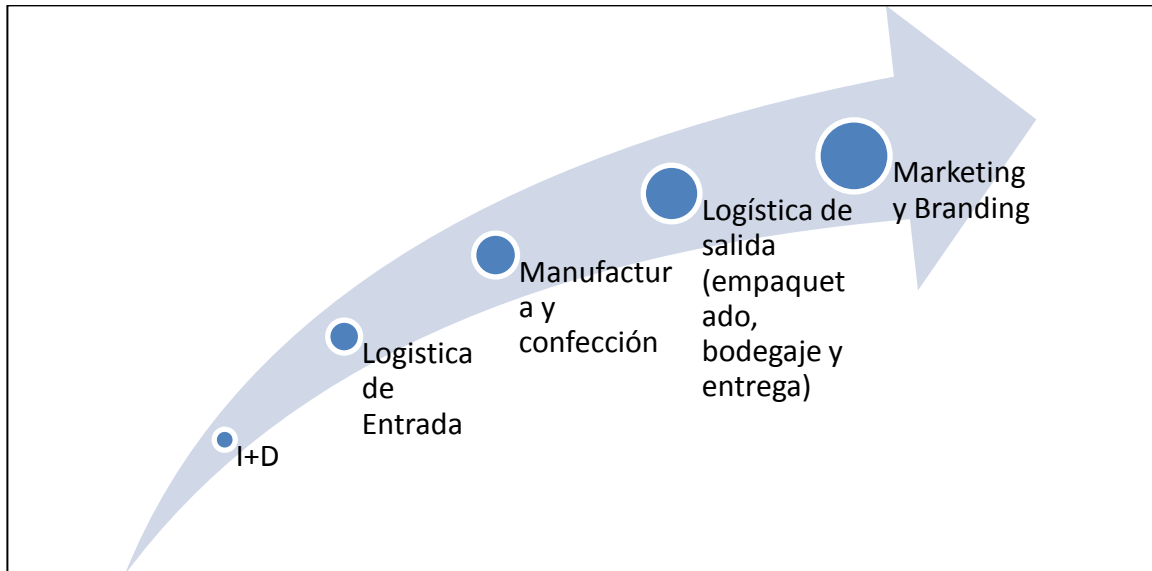 I+D
Logistica
de
Entrada
Manufactur
a y
confección
Logística de
salida
(empaquet
ado,
bodegaje y
entrega)
Marketing
y Branding